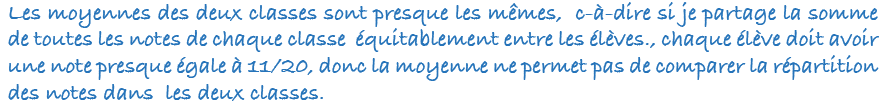 Les moyennes des deux classes sont presque les mêmes, c-à-dire si je partage la somme
de toutes les notes de chaque classe équitablement entre les élèves., chaque élève doit avoir
une note presque égale à 11/20, donc la moyenne ne permet pas de comparer la répartition
des notes dans les deux classes.